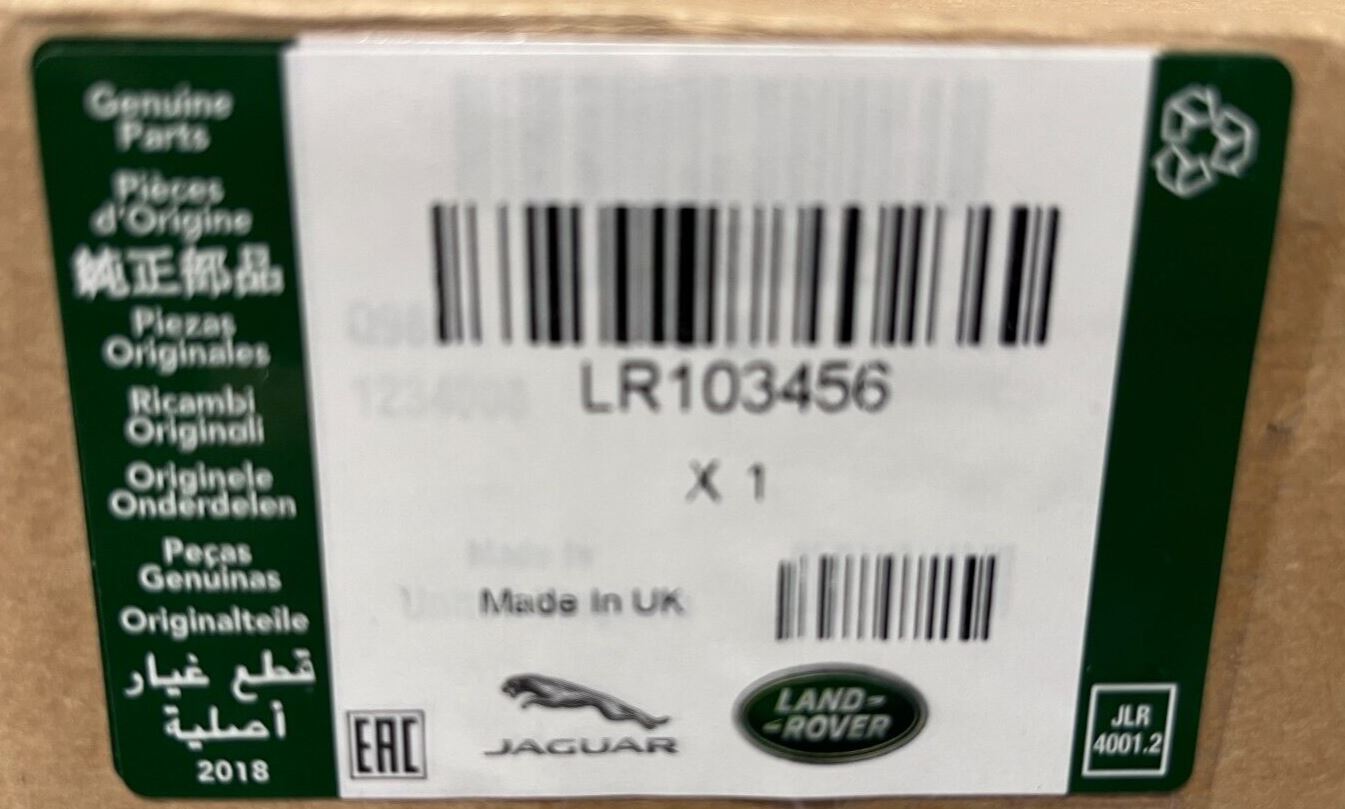 Genuine
Parts
Pièces
d'Origine
純正部品
Piezas
Originales
Ricambi
Originali
Originele
Onderdelen
Peças
Genuínas
Originalteile
قطع غيار
أصلية
2018
LR103456
X 1
Made In UK
EAC
JAGUAR
LAND-
-ROVER
JLR
4001.2